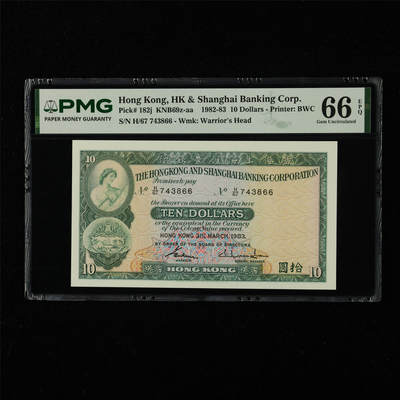 PMG
PAPER MONEY GUARANTY
Hong Kong, HK & Shanghai Banking Corp.
Pick# 182j KNB69z-aa 1982-83 10 Dollars - Printer: BWC
S/N H/67 743866 - Wmk: Warrior's Head
66 EPQ
Gem Uncirculated
10
THE HONGKONG AND SHANGHAI BANKING CORPORATION
Promises to pay
743866
743866
the Bearer on demand at its Office here
TEN DOLLARS
or the equivalent in the Currency
of the Colony, Value received
HONG KONG 31ST MARCH, 1983.
BY ORDER OF THE BOARD OF DIRECTORS
10
HONG KONG
圓拾
10